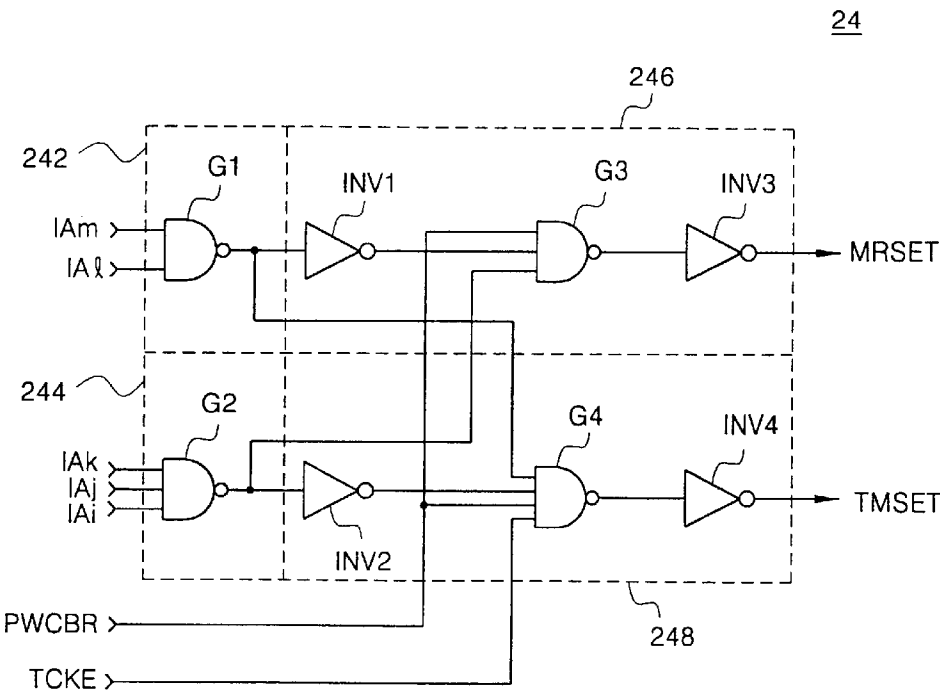 24
246
242
G1
INV1
G3
INV3
IAm
IAℓ
MRSET
244
G2
G4
INV4
IAk
IAj
IAi
TMSET
INV2
PWCBR
248
TCKE